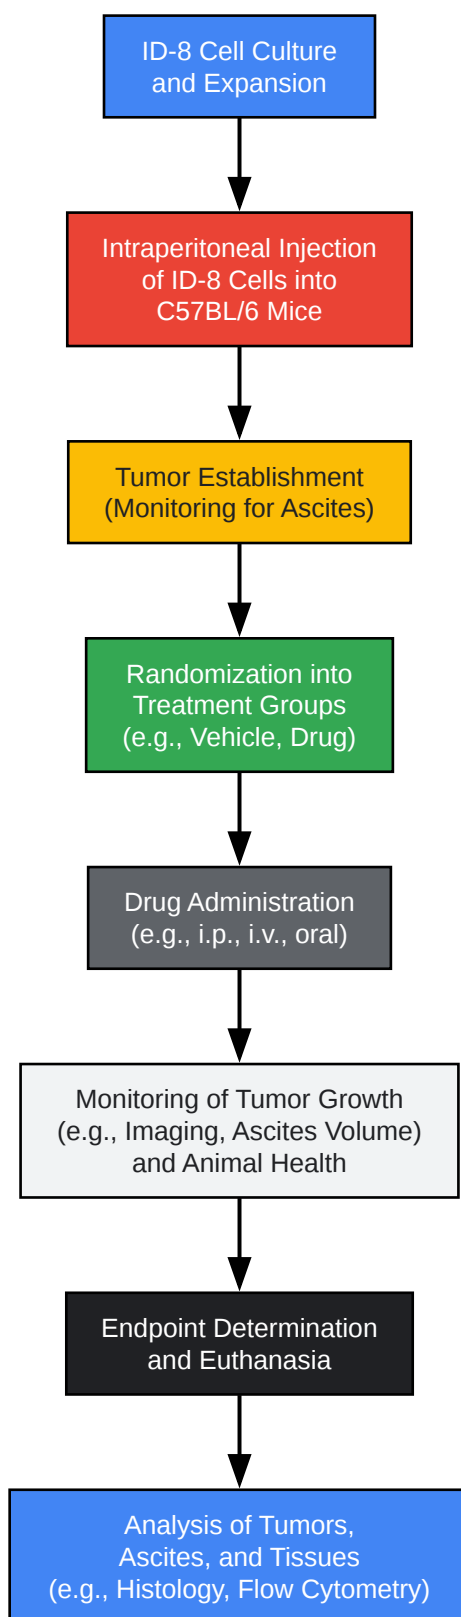 ID-8 Cell Culture
and Expansion
Intraperitoneal Injection
of ID-8 Cells into
C57BL/6 Mice
Tumor Establishment
(Monitoring for Ascites)
Randomization into
Treatment Groups
(e.g., Vehicle, Drug)
Drug Administration
(e.g., i.p., i.v., oral)
Monitoring of Tumor Growth
(e.g., Imaging, Ascites Volume)
and Animal Health
Endpoint Determination
and Euthanasia
Analysis of Tumors,
Ascites, and Tissues
(e.g., Histology, Flow Cytometry)